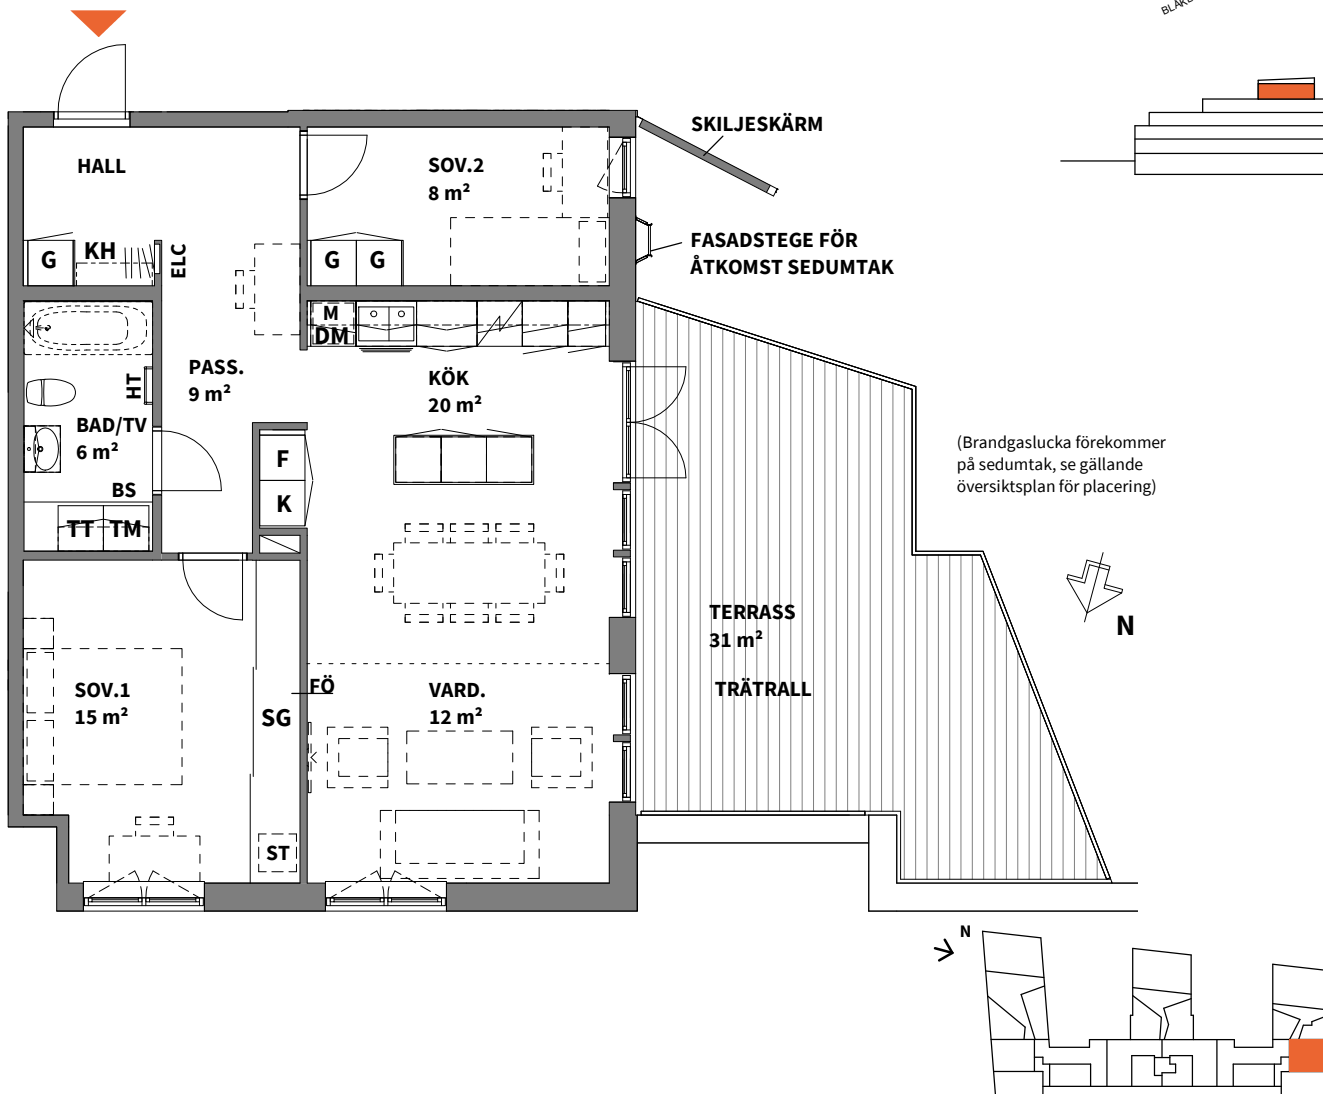 SKILJESKÄRM
HALL
SOV.2
8 m²
G
KH
ELC
G
G
FASADSTEGE FÖR
ÅTKOMST SEDUMTAK
M
DM
PASS.
9 m²
HT
KÖK
20 m²
BAD/TV
6 m²
BS
TT
TM
F
K
(Brandgaslucka förekommer
på sedumtak, se gällande
översiktsplan för placering)
N
TERRASS
31 m²
TRÄTRALL
SOV.1
15 m²
FÖ
SG
VARD.
12 m²
ST
N